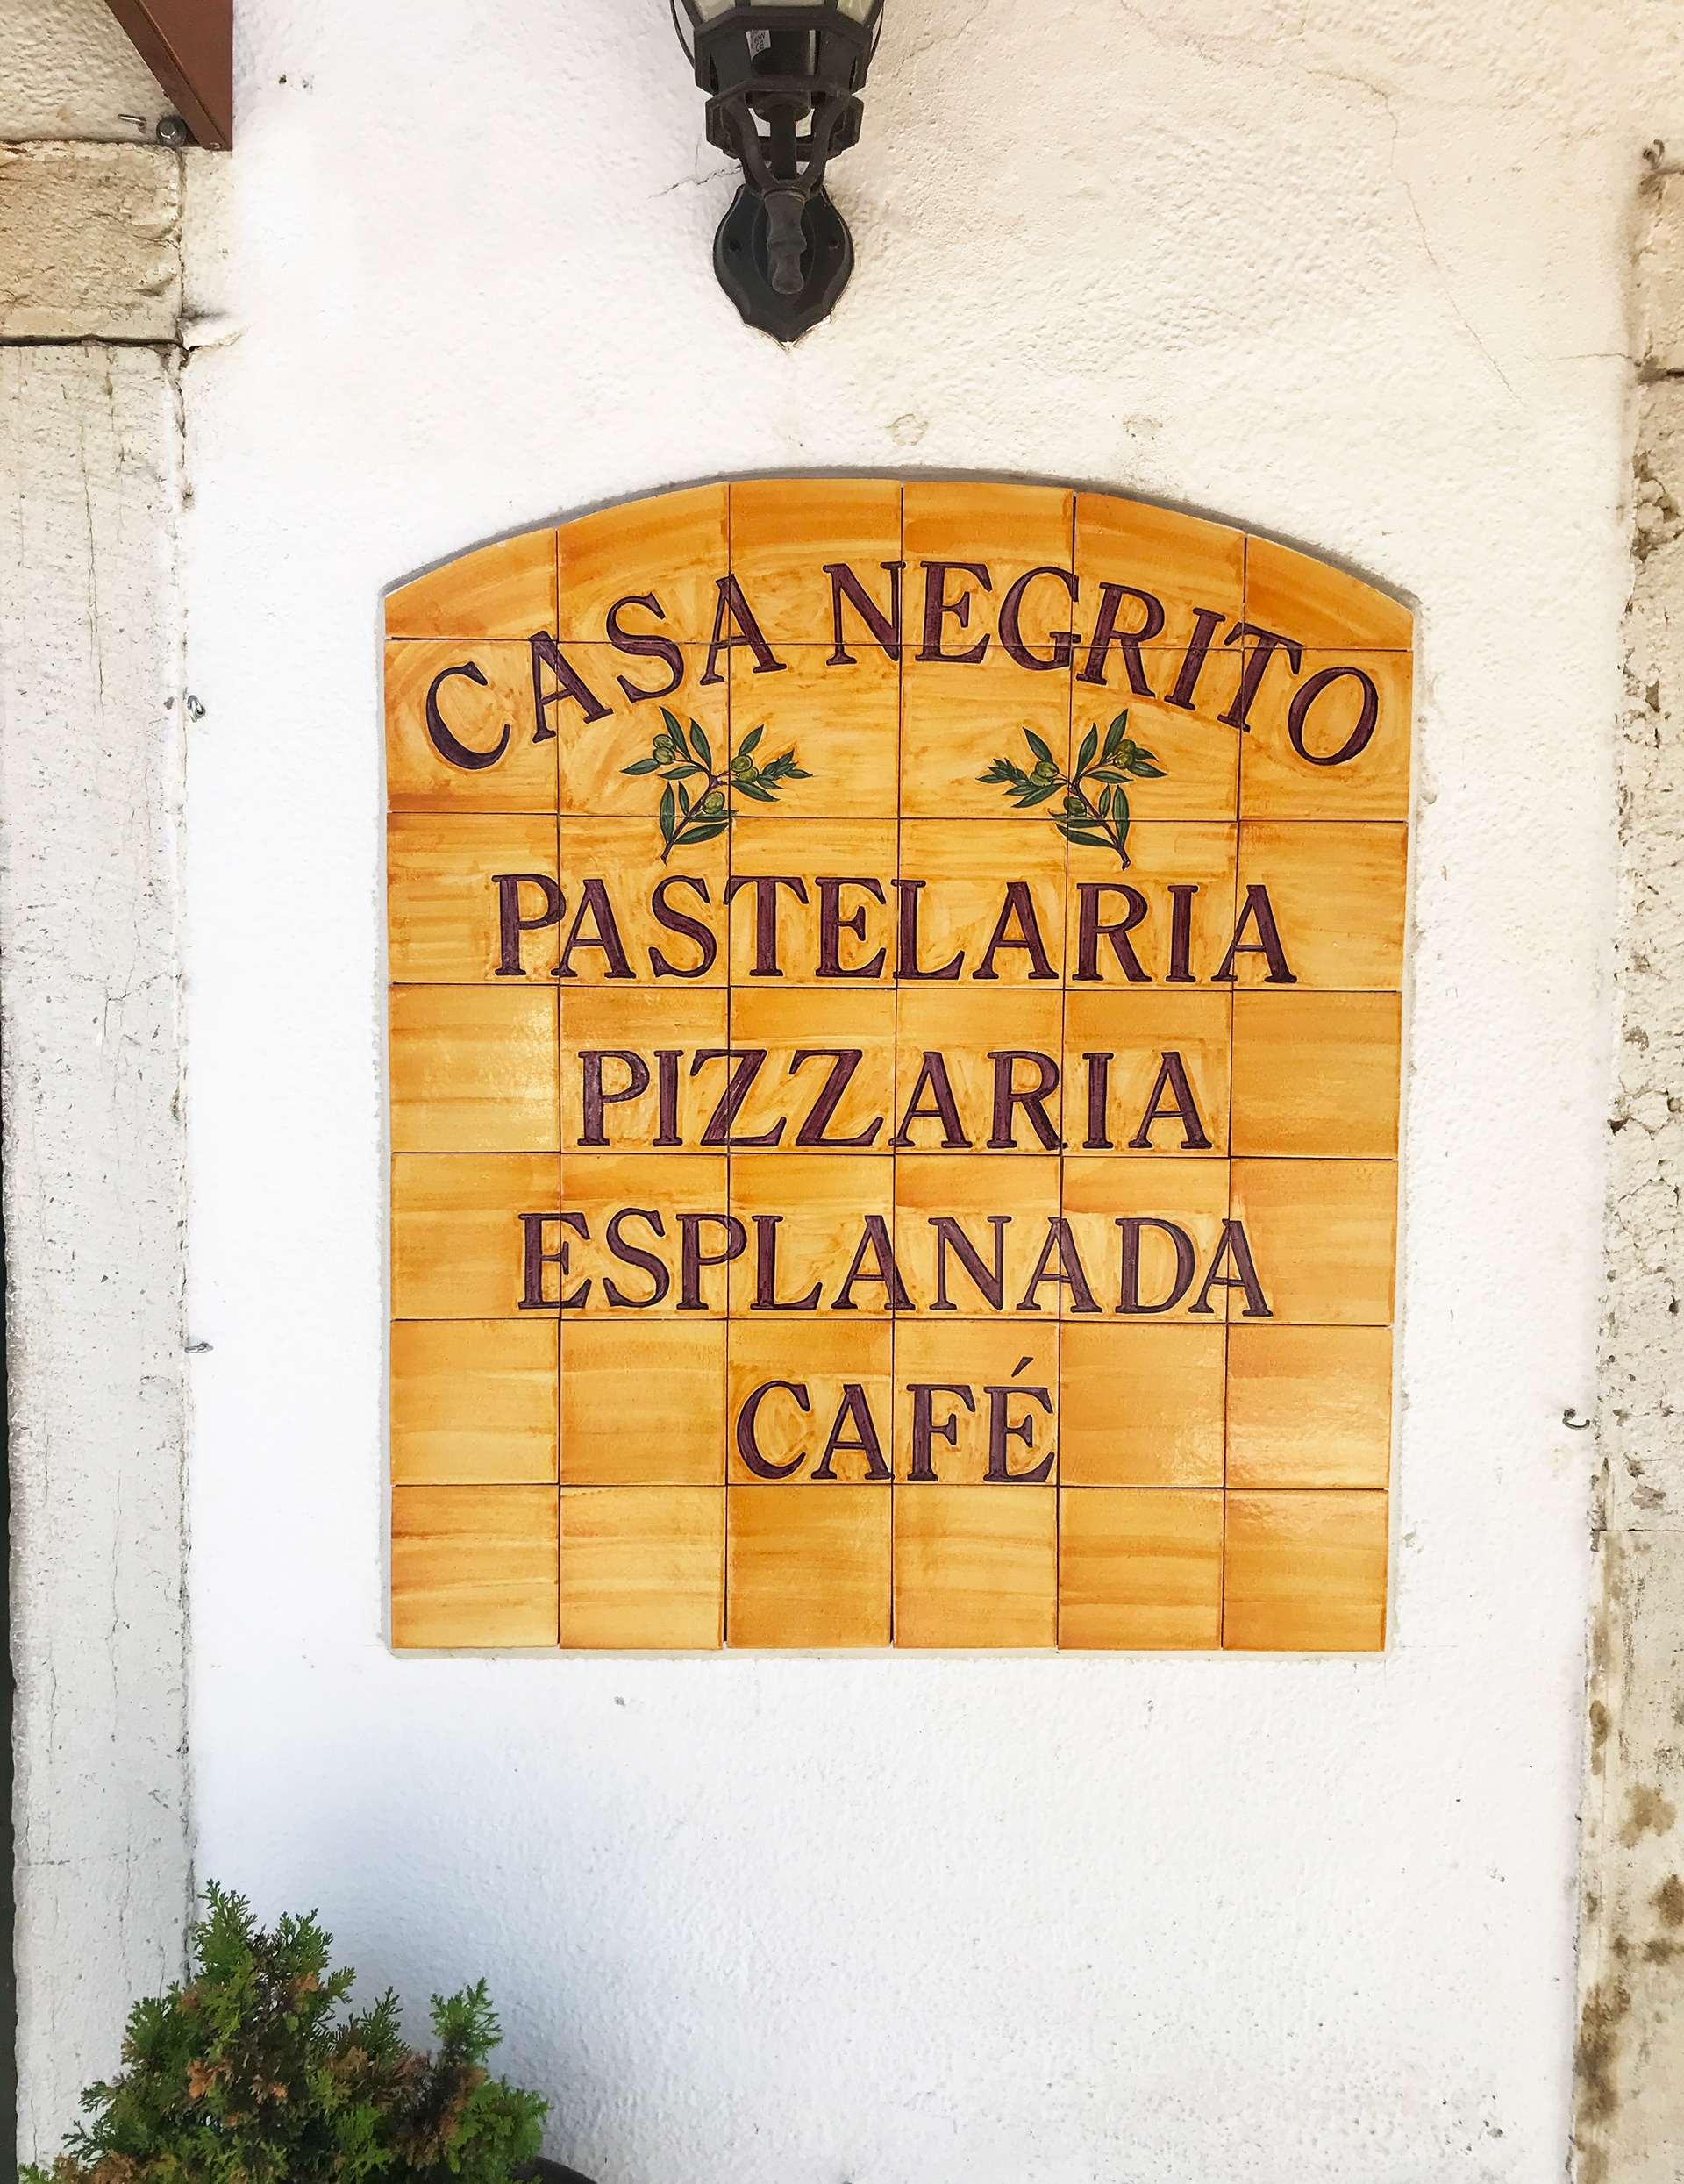 CASA NEGRITO
PASTELARIA
PIZZARIA
ESPLANADA
CAFÉ